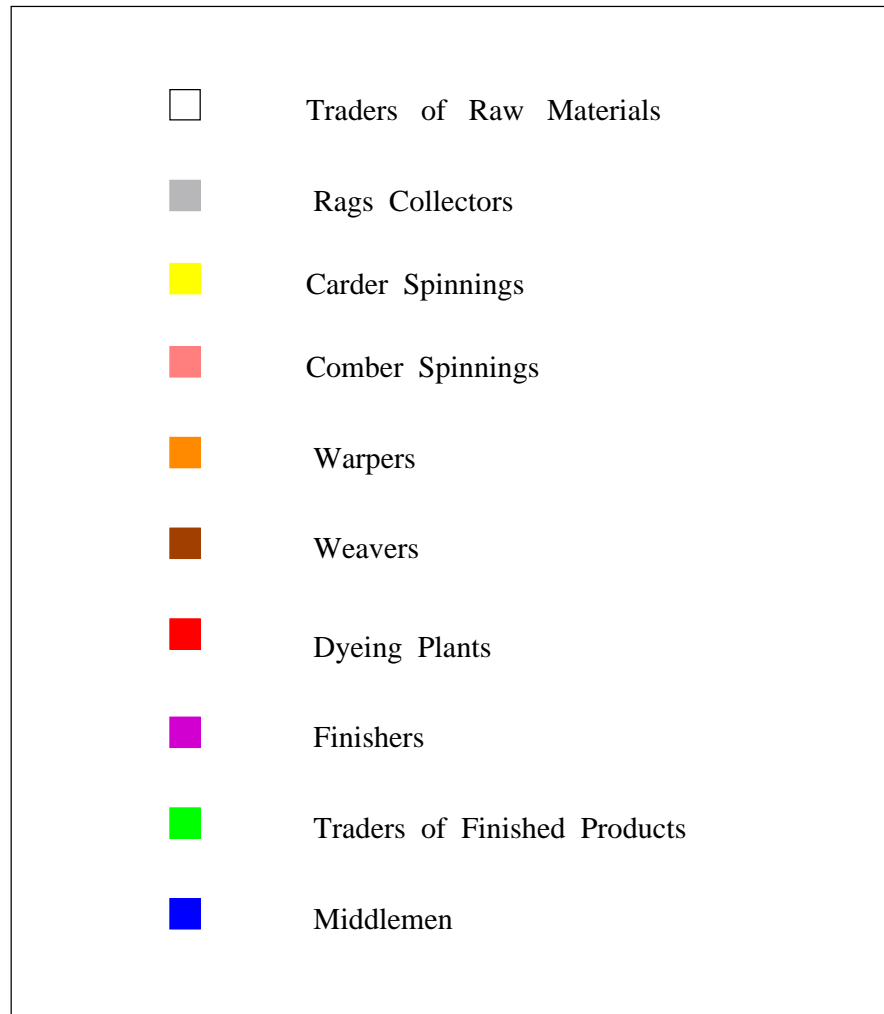 Traders of Raw Materials
Rags Collectors
Carder Spinnings
Comber Spinnings
Warpers
Weavers
Dyeing Plants
Finishers
Traders of Finished Products
Middlemen